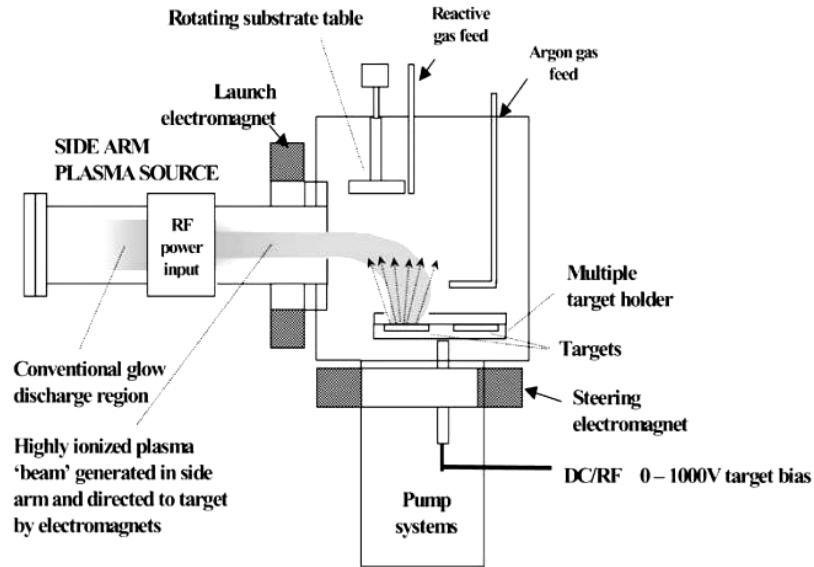 Rotating substrate table
Reactive
gas feed
Argon gas
feed
Launch
electromagnet
SIDE ARM
PLASMA SOURCE
RF
power
input
Multiple
target holder
Targets
Conventional glow
discharge region
Steering
electromagnet
Highly ionized plasma
‘beam’ generated in side
arm and directed to target
by electromagnets
DC/RF 0 – 1000V target bias
Pump
systems